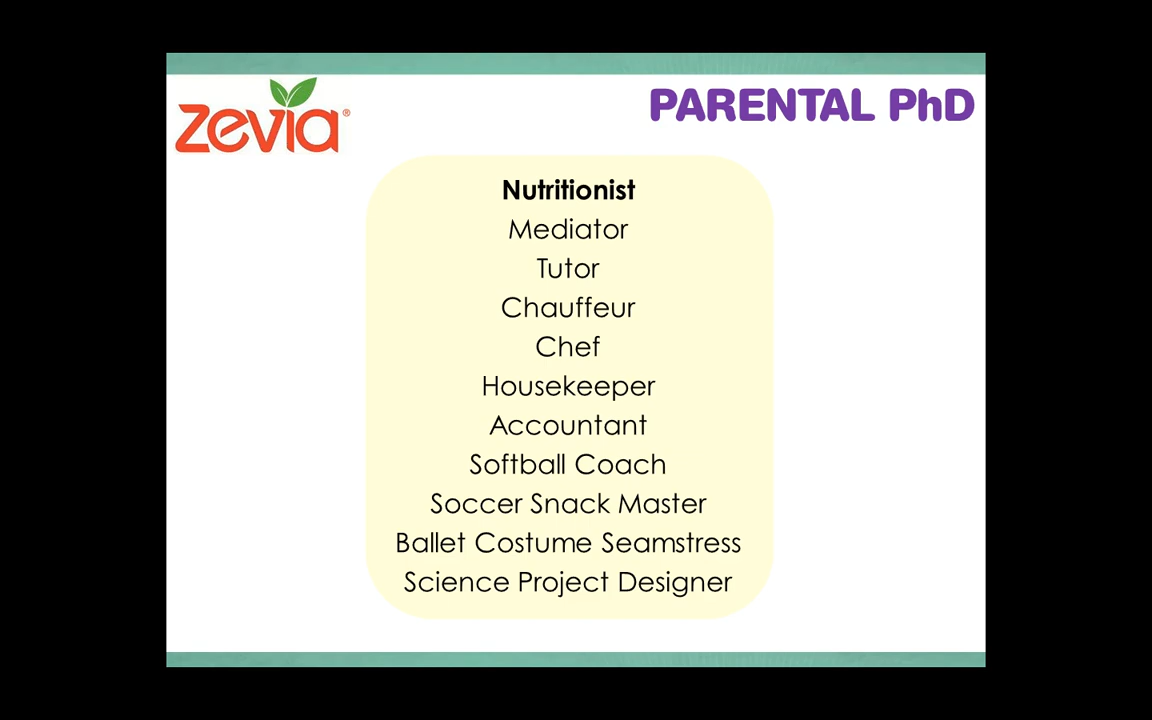 zevia®
PARENTAL PhD
Nutritionist
Mediator
Tutor
Chauffeur
Chef
Housekeeper
Accountant
Softball Coach
Soccer Snack Master
Ballet Costume Seamstress
Science Project Designer